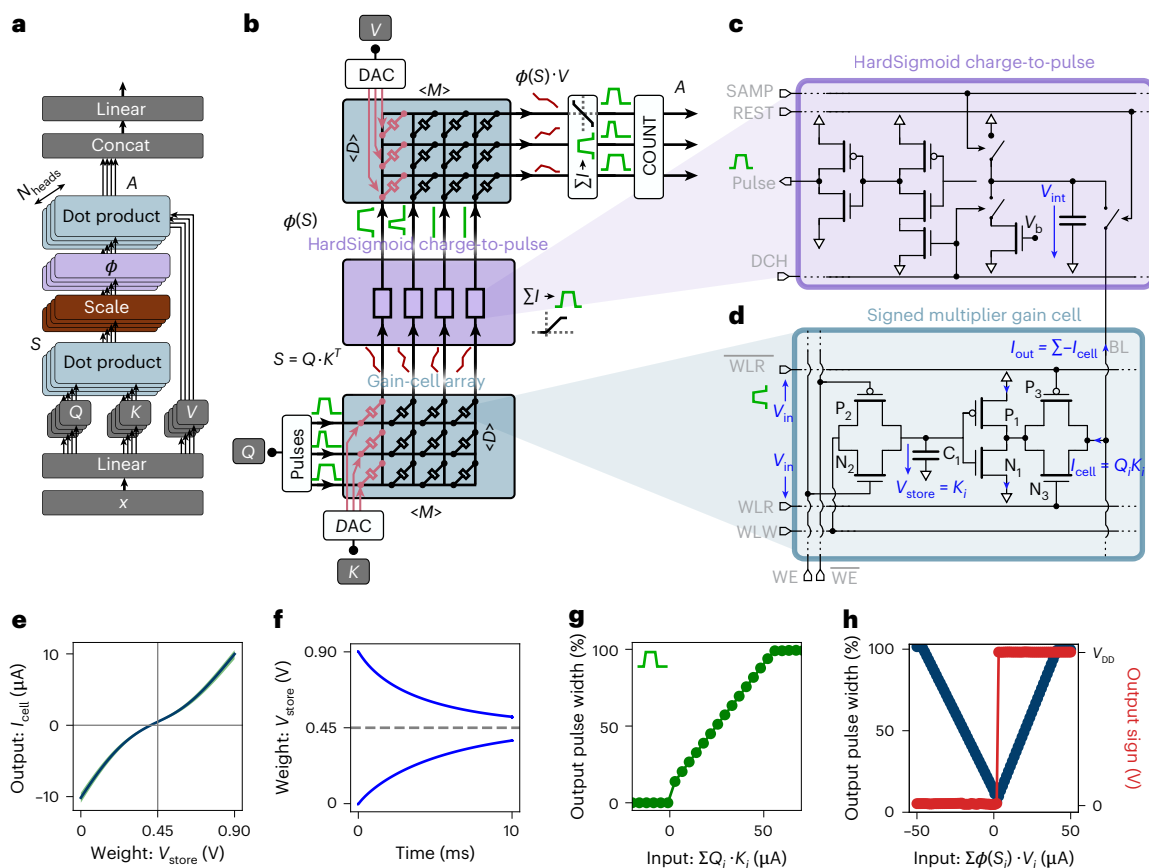 a
Linear
Concat
N_heads
A
Dot product
ϕ
Scale
S
Dot product
Q
K
V
Linear
x
b
V
DAC
<M>
ϕ(S)·V
A
<D>
∑I
COUNT
ϕ(S)
HardSigmoid charge-to-pulse
∑I
S = Q·K^T
Gain-cell array
<D>
Q
Pulses
<M>
DAC
K
c
HardSigmoid charge-to-pulse
SAMP
REST
Pulse
V_int
V_b
DCH
d
Signed multiplier gain cell
I_out = ∑−I_cell
BL
WLR
V_in
P_2
P_1
P_3
V_in
N_2
C_1
N_1
I_cell = Q_iK_i
V_store = K_i
N_3
WLR
WLW
WE
WE
e
Output: I_cell (µA)
10
0
−10
0
0.45
0.90
Weight: V_store (V)
f
Weight: V_store (V)
0.90
0.45
0
0
10
Time (ms)
g
Output pulse width (%)
100
50
0
0
50
Input: ΣQ_i · K_i (µA)
h
Output pulse width (%)
100
50
0
V_DD
0
Output sign (V)
−50
0
50
Input: Σϕ(S_i) · V_i (µA)